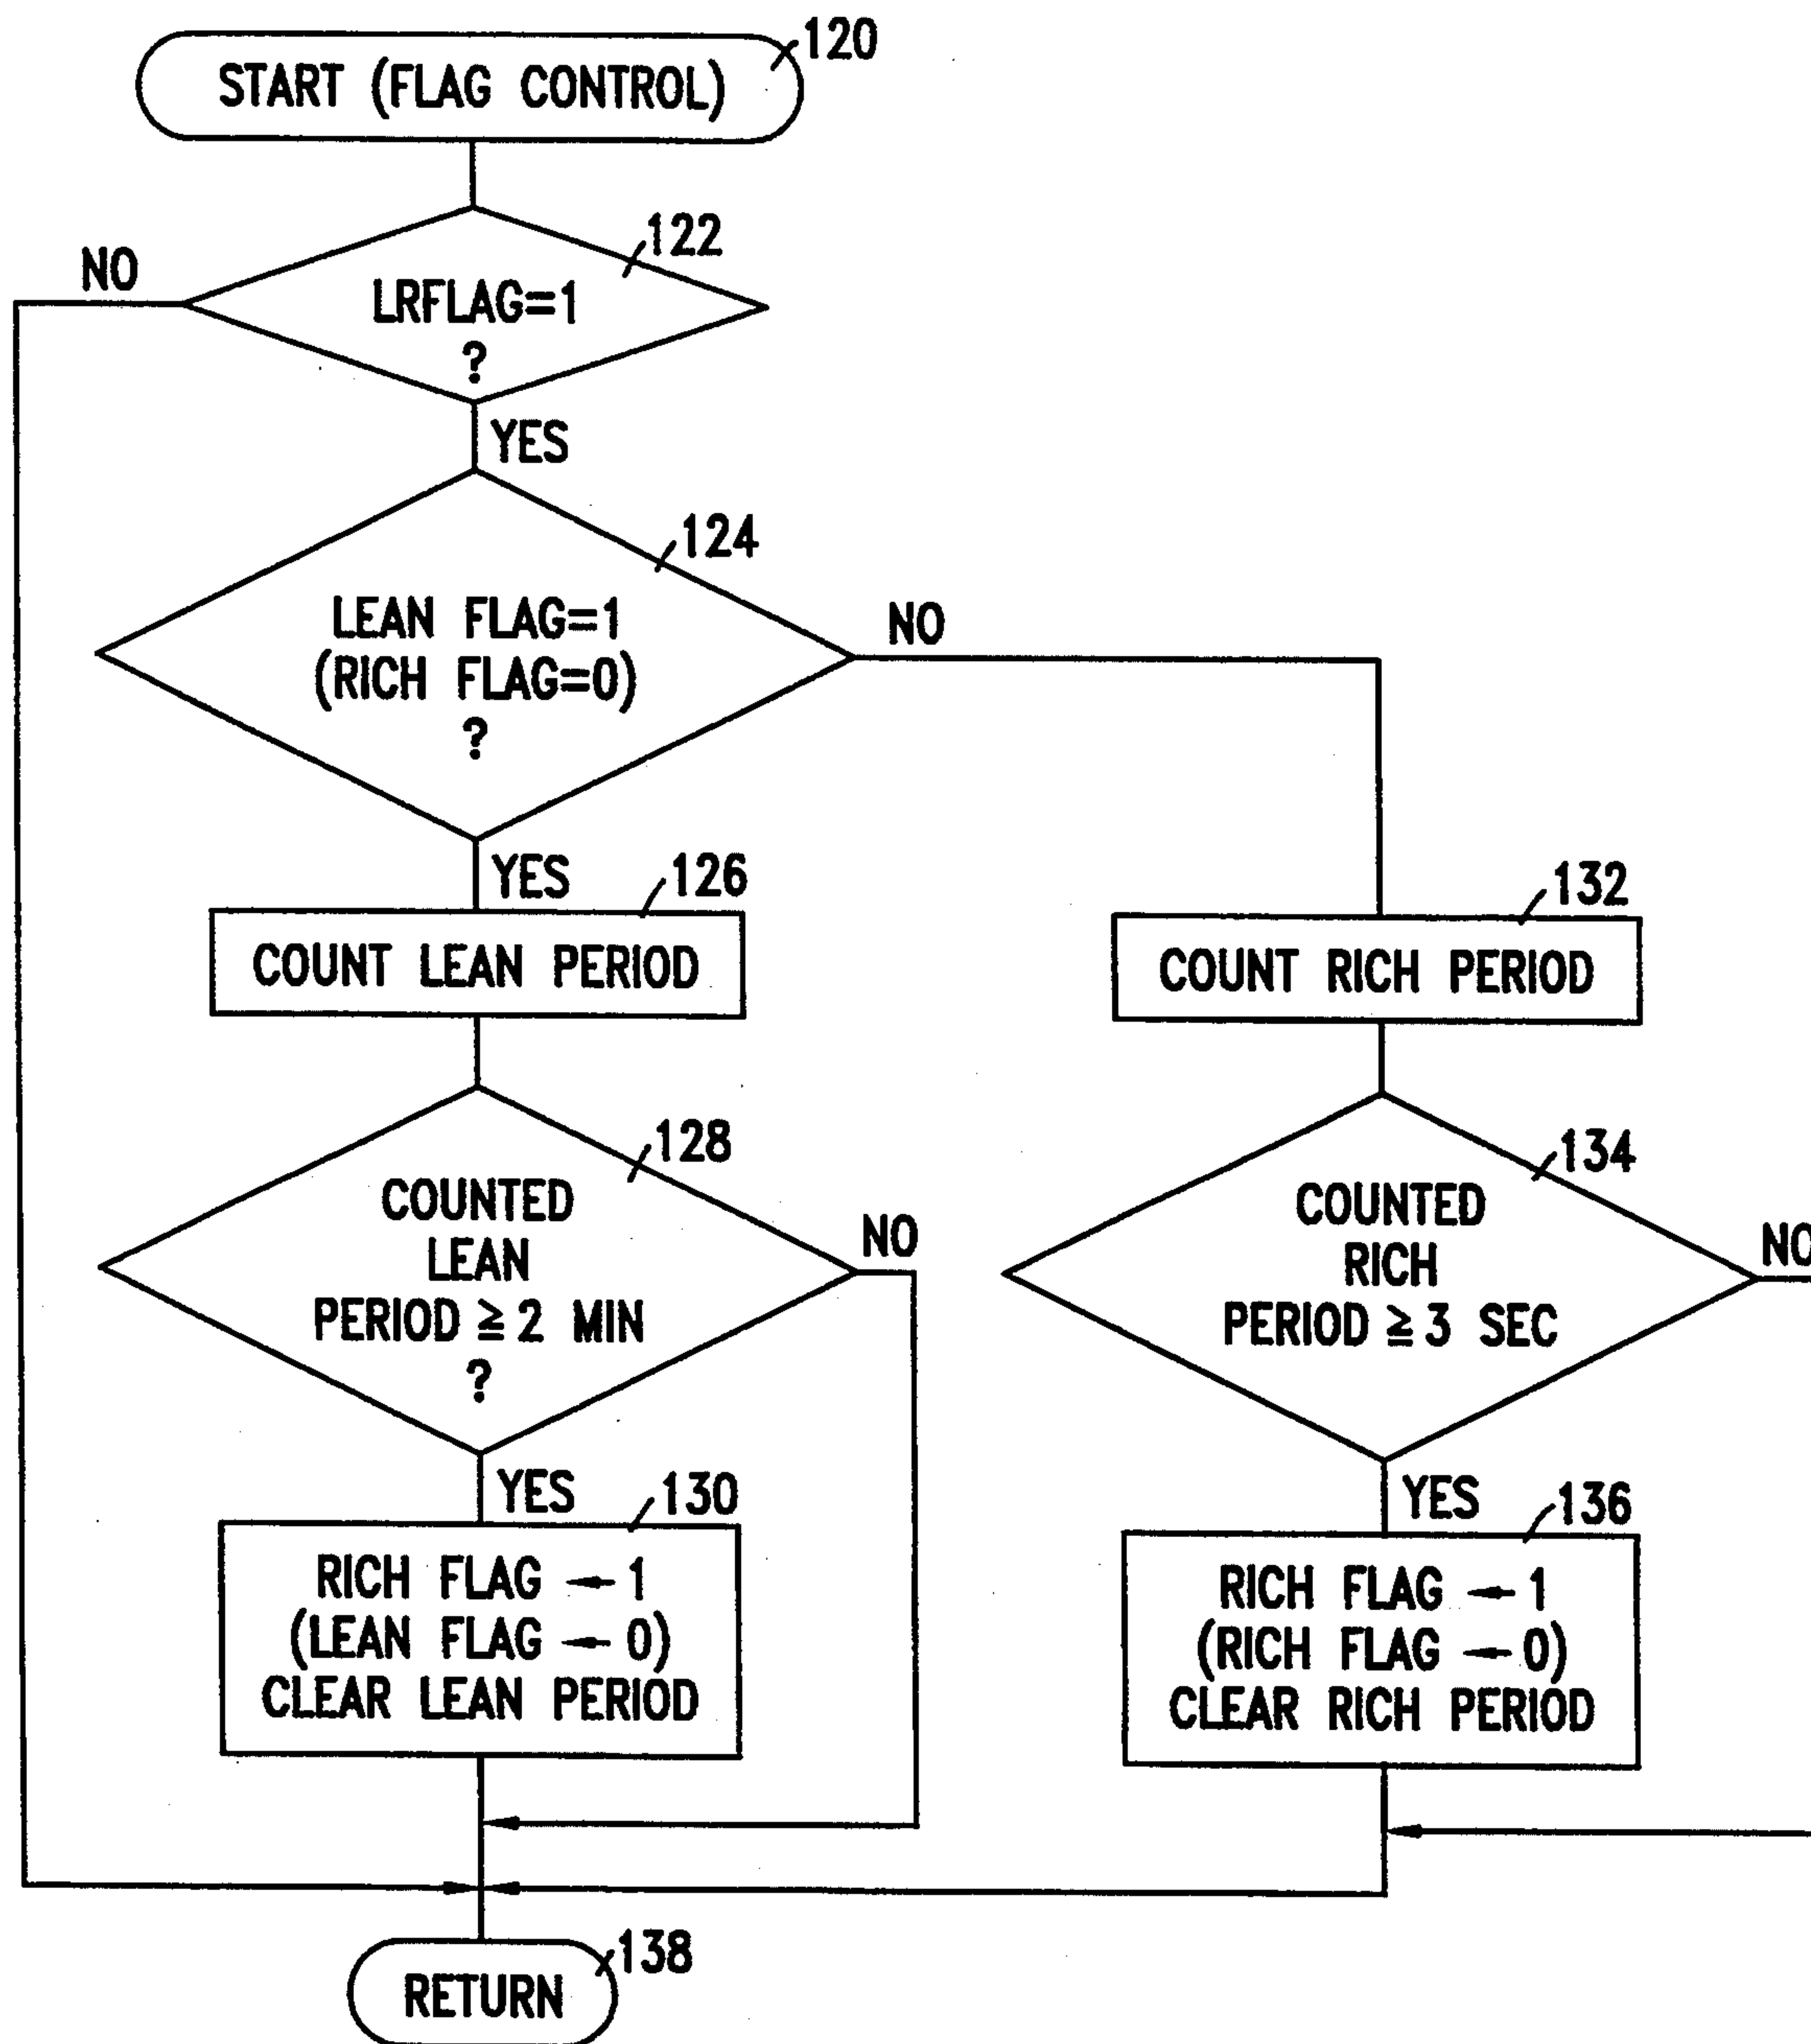 START (FLAG CONTROL)
120
122
NO
LRFLAG=1
?
YES
124
LEAN FLAG=1
(RICH FLAG=0)
?
NO
YES
126
COUNT LEAN PERIOD
132
COUNT RICH PERIOD
128
COUNTED
LEAN
PERIOD ≧ 2 MIN
?
NO
134
COUNTED
RICH
PERIOD ≧ 3 SEC
NO
YES
130
RICH FLAG ← 1
(LEAN FLAG ← 0)
CLEAR LEAN PERIOD
YES
136
RICH FLAG ← 1
(RICH FLAG ← 0)
CLEAR RICH PERIOD
138
RETURN